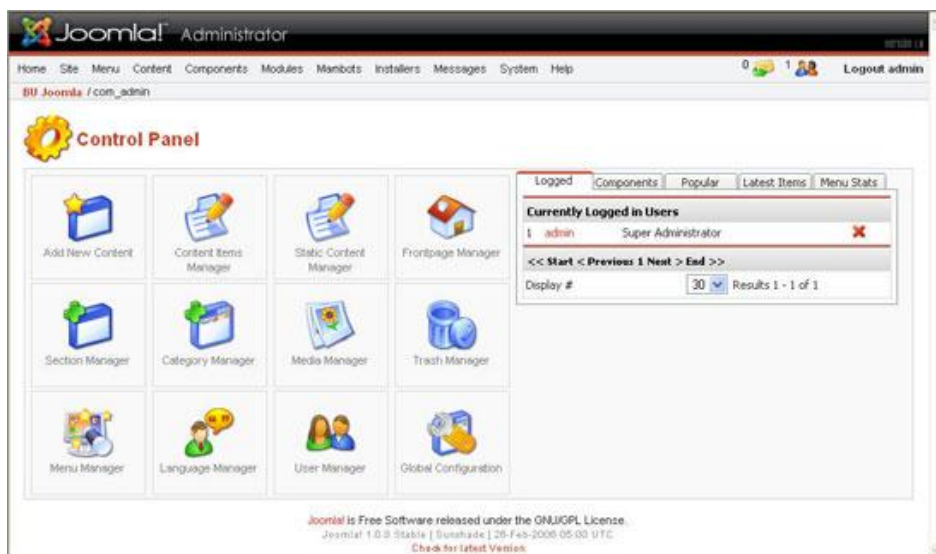 Joomla! Administrator
Home Site Menu Content Components Modules Mambots Installers Messages System Help 0 1 Logout admin
BU Joomla / com_admin
Control Panel
Logged Components Popular Latest Items Menu Stats
Currently Logged in Users
1 admin Super Administrator
<< Start < Previous 1 Next > End >>
Display # 30 Results 1 - 1 of 1
Add New Content Content Items Manager Static Content Manager Frontpage Manager
Section Manager Category Manager Media Manager Trash Manager
Menu Manager Language Manager User Manager Global Configuration
Joomla! is Free Software released under the GNU/GPL License.
Joomla! Stable | Sunshade | 26-Feb-2006 05:00 UTC
Check for latest Version